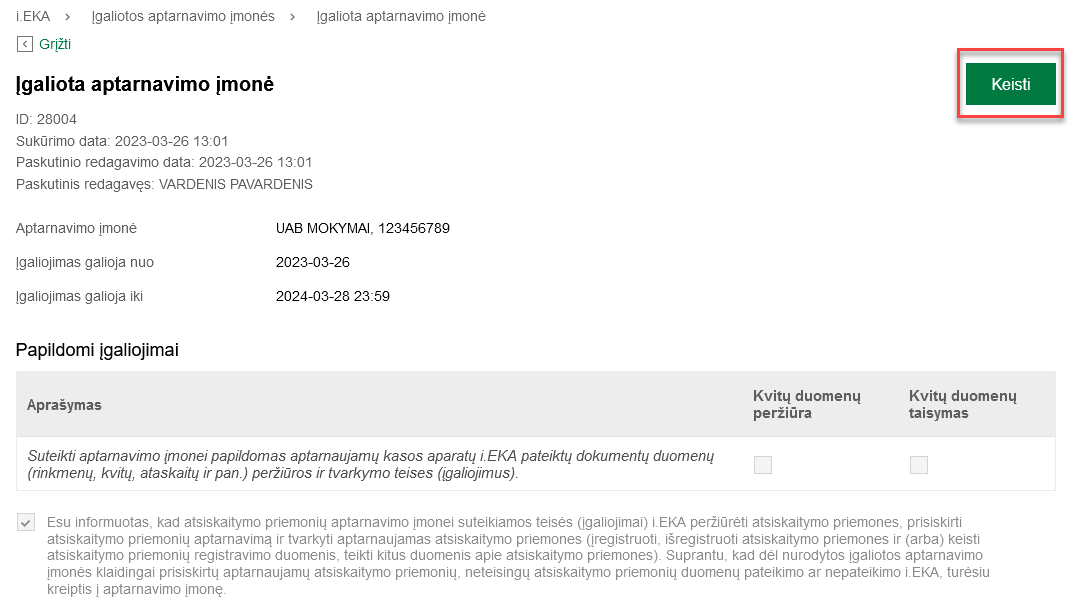 i.EKA › Įgaliotos aptarnavimo įmonės › Įgaliota aptarnavimo įmonė
Grįžti
Įgaliota aptarnavimo įmonė
Keisti
ID: 28004
Sukūrimo data: 2023-03-26 13:01
Paskutinio redagavimo data: 2023-03-26 13:01
Paskutinis redagavęs: VARDENIS PAVARDENIS
Aptarnavimo įmonė UAB MOKYMAI, 123456789
Įgaliojimas galioja nuo 2023-03-26
Įgaliojimas galioja iki 2024-03-28 23:59
Papildomi įgaliojimai
Aprašymas
Kvitų duomenų
peržiūra
Kvitų duomenų
taisymas
Suteikti aptarnavimo įmonei papildomas aptarnaujamų kasos aparatų i.EKA pateiktų dokumentų duomenų
(rinkmenų, kvitų, ataskaitų ir pan.) peržiūros ir tvarkymo teises (įgaliojimus).
Esu informuotas, kad atsiskaitymo priemonių aptarnavimo įmonei suteikiamos teisės (įgaliojimai) i.EKA peržiūrėti atsiskaitymo priemones, prisiskirti
atsiskaitymo priemonių aptarnavimą ir tvarkyti aptarnaujamas atsiskaitymo priemones (įregistruoti, išregistruoti atsiskaitymo priemones ir (arba) keisti
atsiskaitymo priemonių registravimo duomenis, teikti kitus duomenis apie atsiskaitymo priemones). Suprantu, kad dėl nurodytos įgaliotos aptarnavimo
įmonės klaidingai prisiskirtų aptarnaujamų atsiskaitymo priemonių, neteisingų atsiskaitymo priemonių duomenų pateikimo ar nepateikimo i.EKA, turėsiu
kreiptis į aptarnavimo įmonę.